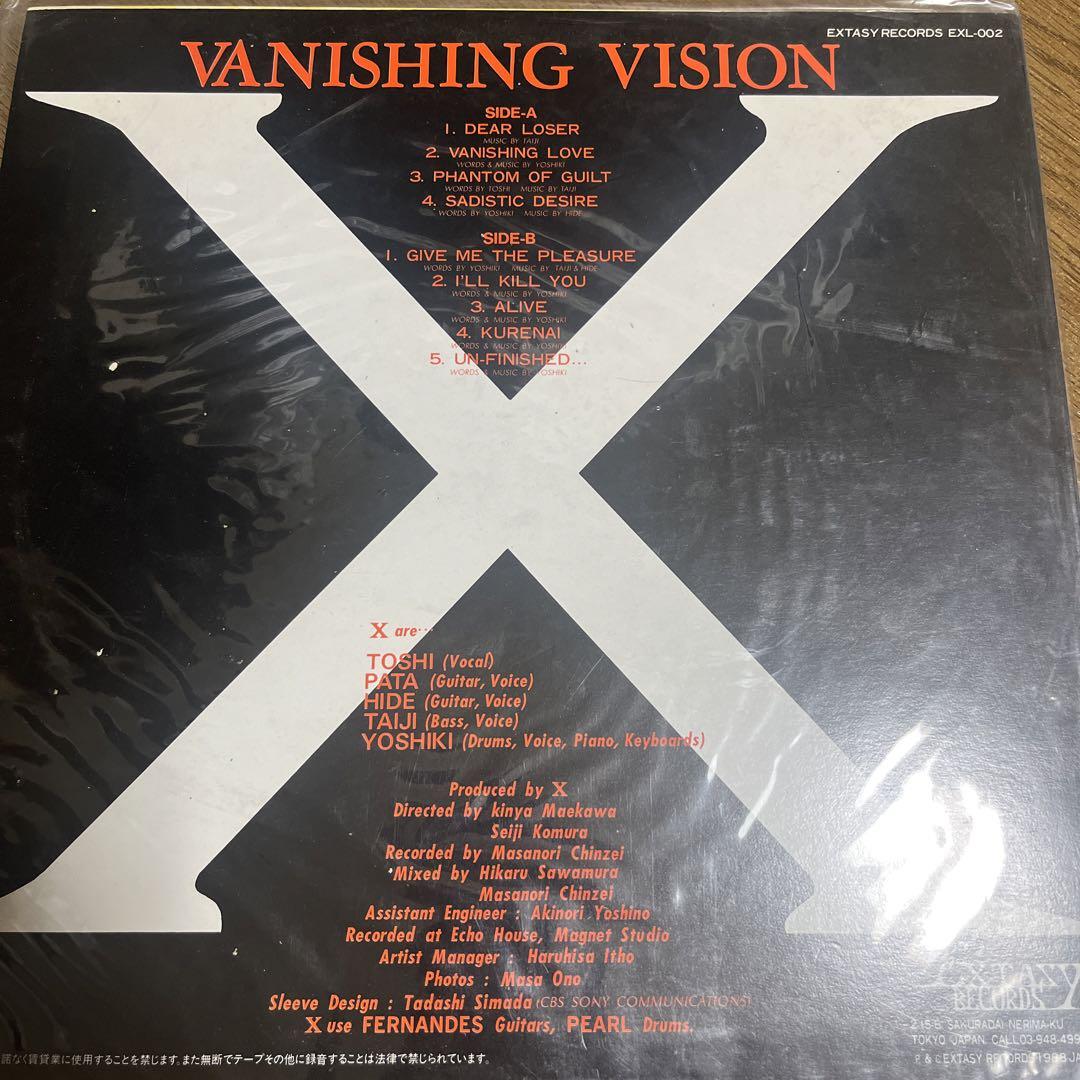 EXTASY RECORDS EXL-002
VANISHING VISION
SIDE-A
1. DEAR LOSER
MUSIC BY TAIJI
2. VANISHING LOVE
WORDS & MUSIC BY YOSHIKI
3. PHANTOM OF GUILT
WORDS BY TOSHI MUSIC BY TAIJI
4. SADISTIC DESIRE
WORDS BY YOSHIKI MUSIC BY HIDE
SIDE-B
1. GIVE ME THE PLEASURE
WORDS BY YOSHIKI MUSIC BY TAIJI & HIDE
2. I'LL KILL YOU
WORDS & MUSIC BY YOSHIKI
3. ALIVE
WORDS & MUSIC BY YOSHIKI
4. KURENAI
WORDS & MUSIC BY YOSHIKI
5. UN-FINISHED...
WORDS & MUSIC BY YOSHIKI
X
X are…
TOSHI (Vocal)
PATA (Guitar, Voice)
HIDE (Guitar, Voice)
TAIJI (Bass, Voice)
YOSHIKI (Drums, Voice, Piano, Keyboards)
Produced by X
Directed by kinya Maekawa
Seiji Komura
Recorded by Masanori Chinzei
Mixed by Hikaru Sawamura
Masanori Chinzei
Assistant Engineer : Akinori Yoshino
Recorded at Echo House, Magnet Studio
Artist Manager : Haruhisa Itho
Photos : Masa Ono
Sleeve Design : Tadashi Simada (CBS SONY COMMUNICATIONS)
X use FERNANDES Guitars, PEARL Drums.
RECORDS
SAKURADAI NERIMA-KU
TOKYO JAPAN. CALL 03-948-499
P. & C. EXTASY RECORDS 1988 JA
諾なく賃貸業に使用することを禁じます。また無断でテープその他に録音することは法律で禁じられています。